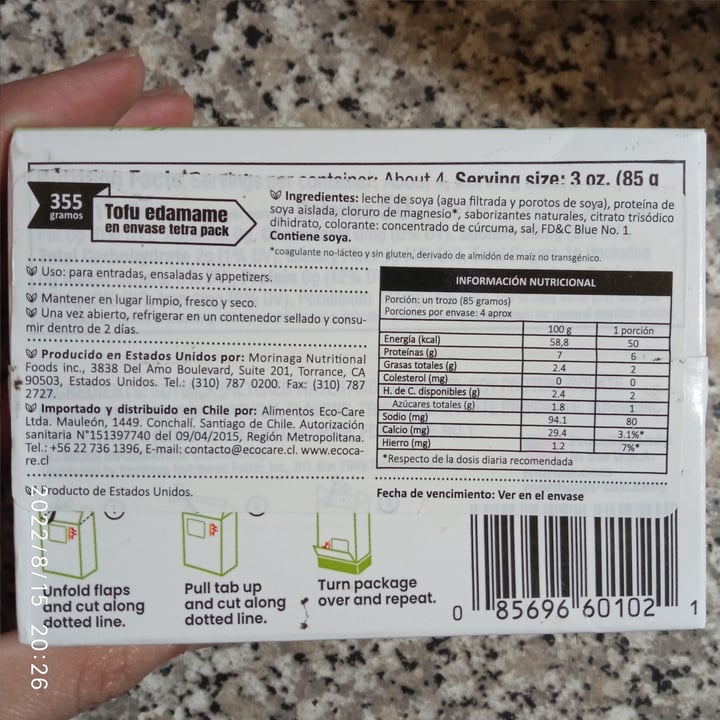 container: About 4, Serving size: 3 oz. (85 g
355
gramos
Tofu edamame
en envase tetra pack
Ingredientes: leche de soya (agua filtrada y porotos de soya), proteína de
soya aislada, cloruro de magnesio*, saborizantes naturales, citrato trisódico
dihidrato, colorante: concentrado de cúrcuma, sal, FD&C Blue No. 1.
Contiene soya.
*coagulante no-lácteo y sin gluten, derivado de almidón de maíz no transgénico.
Uso: para entradas, ensaladas y appetizers.
Mantener en lugar limpio, fresco y seco.
Una vez abierto, refrigerar en un contenedor sellado y consu-
mir dentro de 2 días.
Producido en Estados Unidos por: Morinaga Nutritional
Foods inc., 3838 Del Amo Boulevard, Suite 201, Torrance, CA
90503, Estados Unidos. Tel.: (310) 787 0200. Fax: (310) 787
2727.
Importado y distribuido en Chile por: Alimentos Eco-Care
Ltda. Mauleón, 1449. Conchalí. Santiago de Chile. Autorización
sanitaria N°151397740 del 09/04/2015, Región Metropolitana.
Tel.: +56 22 736 1396, E-mail: contacto@ecocare.cl. www.ecoca-
re.cl
Producto de Estados Unidos.
INFORMACIÓN NUTRICIONAL
Porción: un trozo (85 gramos)
Porciones por envase: 4 aprox
100 g 1 porción
Energía (kcal) 58,8 50
Proteínas (g) 7 6
Grasas totales (g) 2.4 2
Colesterol (mg) 0 0
H. de C. disponibles (g) 2.4 2
Azúcares totales (g) 1.8 1
Sodio (mg) 94.1 80
Calcio (mg) 29.4 3.1%*
Hierro (mg) 1.2 7%*
*Respecto de la dosis diaria recomendada
Fecha de vencimiento: Ver en el envase
Unfold flaps
and cut along
dotted line.
Pull tab up
and cut along
dotted line.
Turn package
over and repeat.
0 85696 60102 1
2022/8/15 20:26